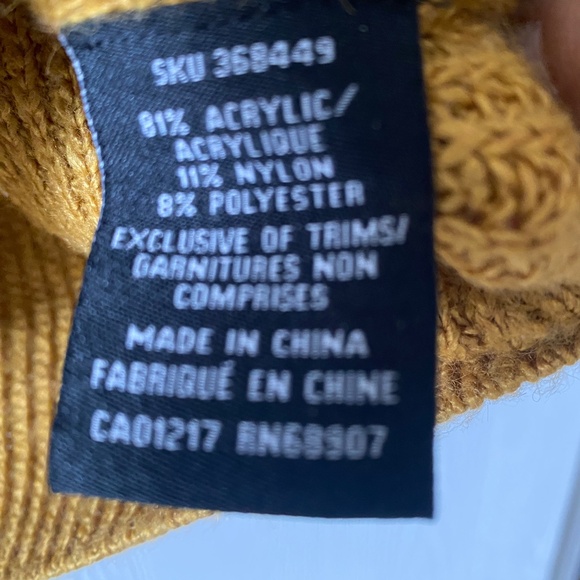 SKU 368449
81% ACRYLIC/
ACRYLIQUE
11% NYLON
8% POLYESTER
EXCLUSIVE OF TRIMS/
GARNITURES NON
COMPRISES
MADE IN CHINA
FABRIQUÉ EN CHINE
CA01217 RN69907